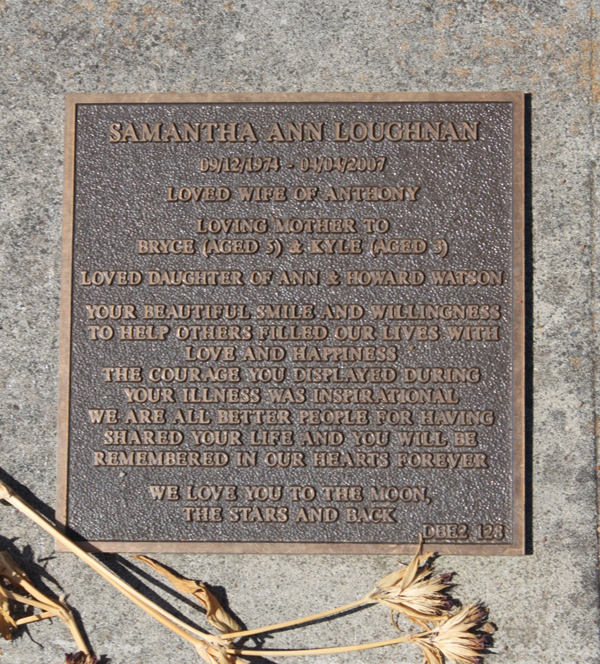 SAMANTHA ANN LOUGHNAN
09/12/1974 - 04/04/2007
LOVED WIFE OF ANTHONY
LOVING MOTHER TO
BRYCE (AGED 5) & KYLE (AGED 3)
LOVED DAUGHTER OF ANN & HOWARD WATSON
YOUR BEAUTIFUL SMILE AND WILLINGNESS
TO HELP OTHERS FILLED OUR LIVES WITH
LOVE AND HAPPINESS
THE COURAGE YOU DISPLAYED DURING
YOUR ILLNESS WAS INSPIRATIONAL
WE ARE ALL BETTER PEOPLE FOR HAVING
SHARED YOUR LIFE AND YOU WILL BE
REMEMBERED IN OUR HEARTS FOREVER
WE LOVE YOU TO THE MOON,
THE STARS AND BACK
DBE2 123